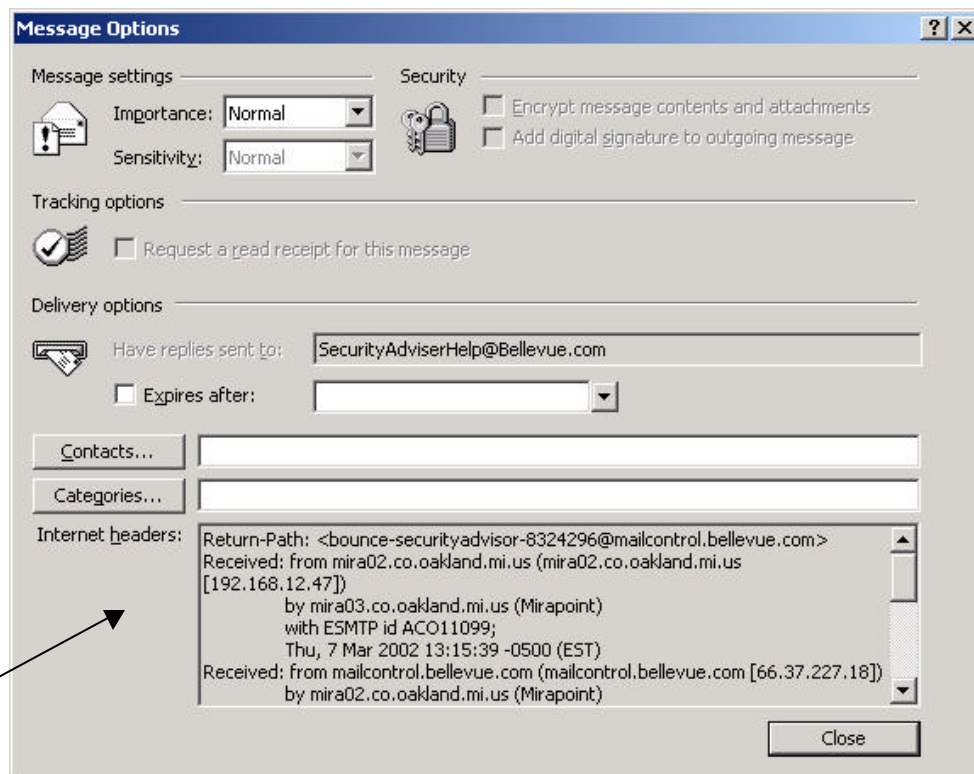 Message Options
Message settings
Security
Importance: Normal
Encrypt message contents and attachments
Sensitivity: Normal
Add digital signature to outgoing message
Tracking options
Request a read receipt for this message
Delivery options
Have replies sent to: SecurityAdviserHelp@Bellevue.com
Expires after:
Contacts...
Categories...
Internet headers:
Return-Path: <bounce-securityadvisor-8324296@mailcontrol.bellevue.com>
Received: from mira02.co.oakland.mi.us (mira02.co.oakland.mi.us
[192.168.12.47])
by mira03.co.oakland.mi.us (Mirapoint)
with ESMTP id ACO11099;
Thu, 7 Mar 2002 13:15:39 -0500 (EST)
Received: from mailcontrol.bellevue.com (mailcontrol.bellevue.com [66.37.227.18])
by mira02.co.oakland.mi.us (Mirapoint)
Close